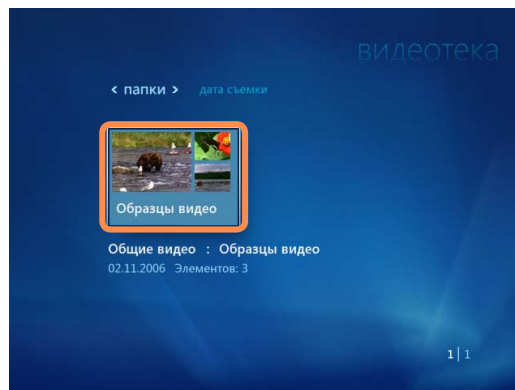 видеотека
< папки > дата съемки
Образцы видео
Общие видео : Образцы видео
02.11.2006 Элементов: 3
1 | 1